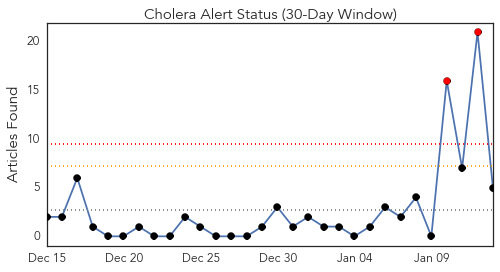 Cholera Alert Status (30-Day Window)
Articles Found
20
15
10
5
0
Dec 15
Dec 20
Dec 25
Dec 30
Jan 04
Jan 09